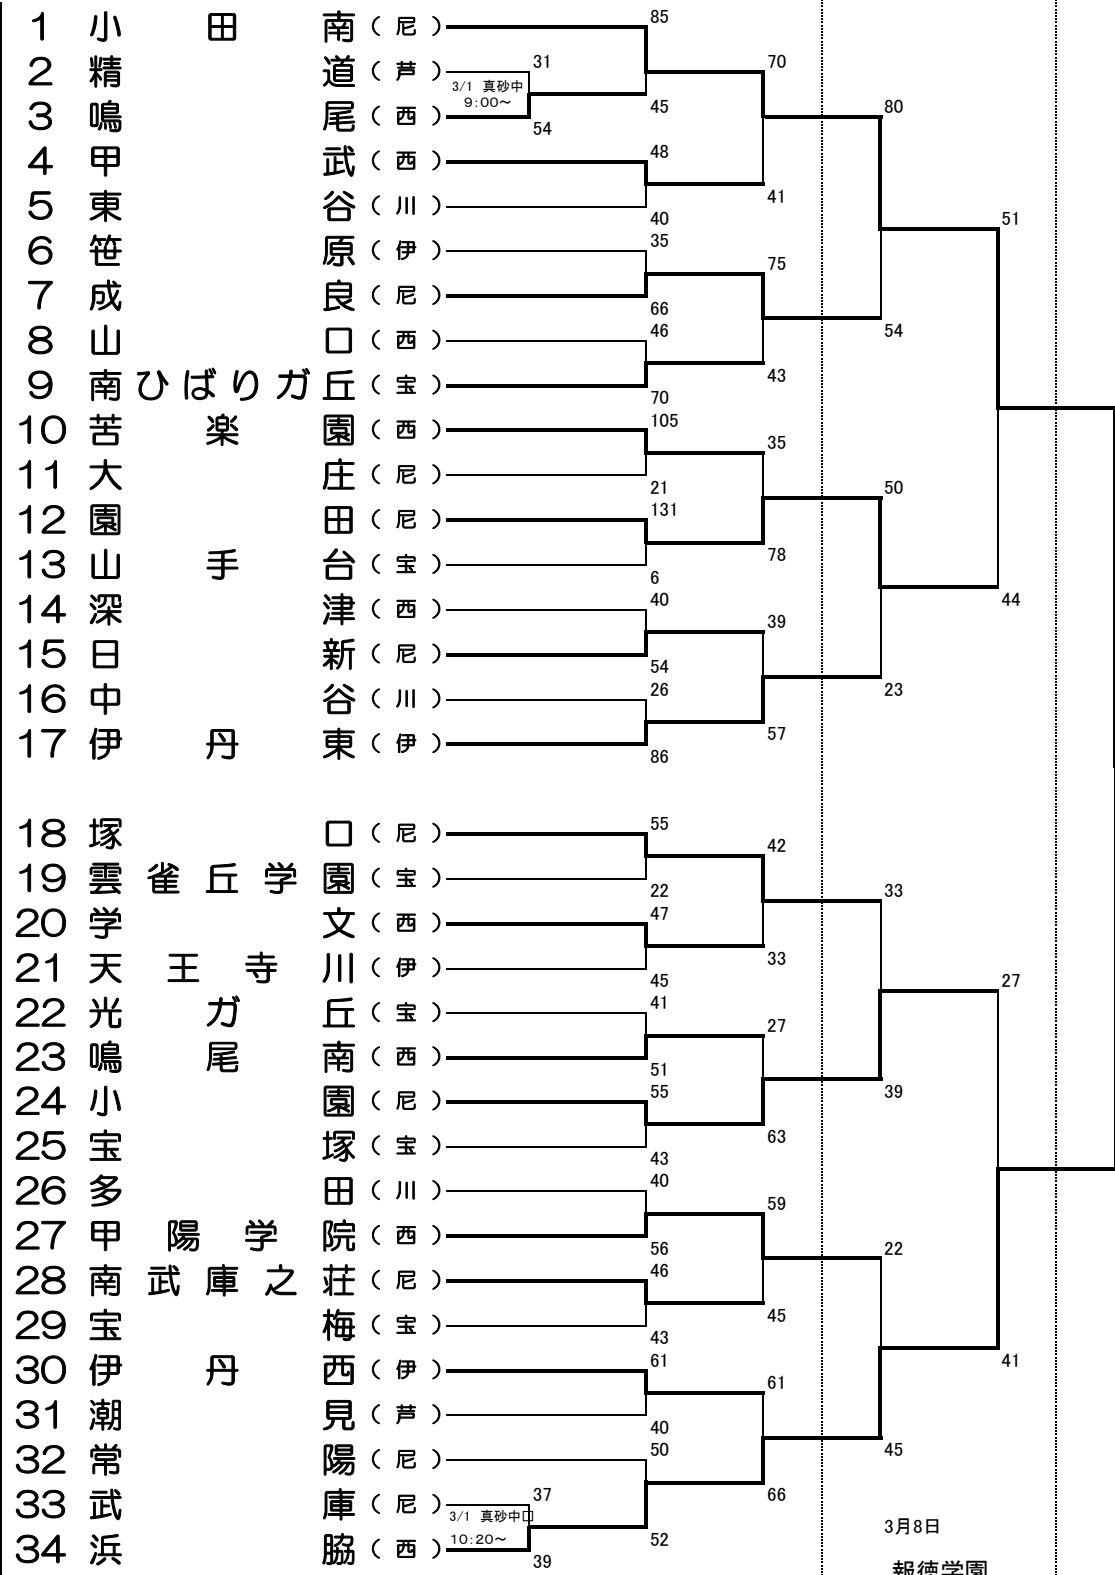 1 小田南（尼） 85
2 精道（芦） 31 70
3/1 真砂中
9:00～
3 鳴尾（西） 54 45 80
4 甲武（西） 48
5 東谷（川） 40 41
6 笹原（伊） 35 51
7 成良（尼） 66 75
8 山口（西） 46 54
9 南ひばりガ丘（宝） 70 43
10 苦楽園（西） 105
11 大庄（尼） 21 35
12 園田（尼） 131 50
13 山手台（宝） 6 78
14 深津（西） 40 44
15 日新（尼） 54 39
16 中谷（川） 26 23
17 伊丹東（伊） 86 57
18 塚口（尼） 55
19 雲雀丘学園（宝） 22 42
20 学文（西） 47 33
21 天王寺川（伊） 45 33
22 光ガ丘（宝） 41 27
23 鳴尾南（西） 51 27
24 小園（尼） 55 39
25 宝塚（宝） 43 63
26 多田（川） 40
27 甲陽学院（西） 56 59
28 南武庫之荘（尼） 46 22
29 宝梅（宝） 43 45
30 伊丹西（伊） 61 41
31 潮見（芦） 40 61
32 常陽（尼） 50 45
33 武庫（尼） 37 66
3/1 真砂中口
10:20～
34 浜脇（西） 39 52
3月8日
報徳学園